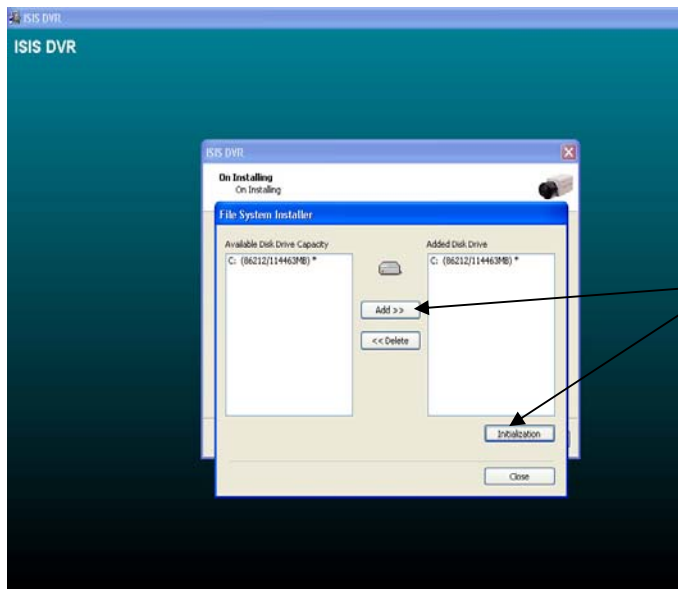 ISIS DVR
ISIS DVR
ISIS DVR
On Installing
On Installing
File System Installer
Available Disk Drive Capacity
Added Disk Drive
C: (86212/114463MB) *
C: (86212/114463MB) *
Add >>
<< Delete
Initialization
Close